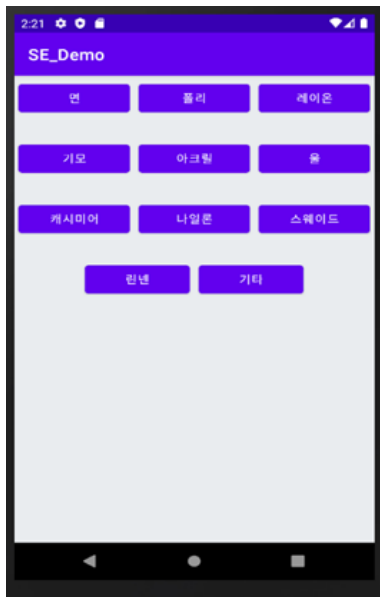 2:21
SE_Demo
면 폴리 레이온
기모 아크릴 울
캐시미어 나일론 스웨이드
린넨 기타